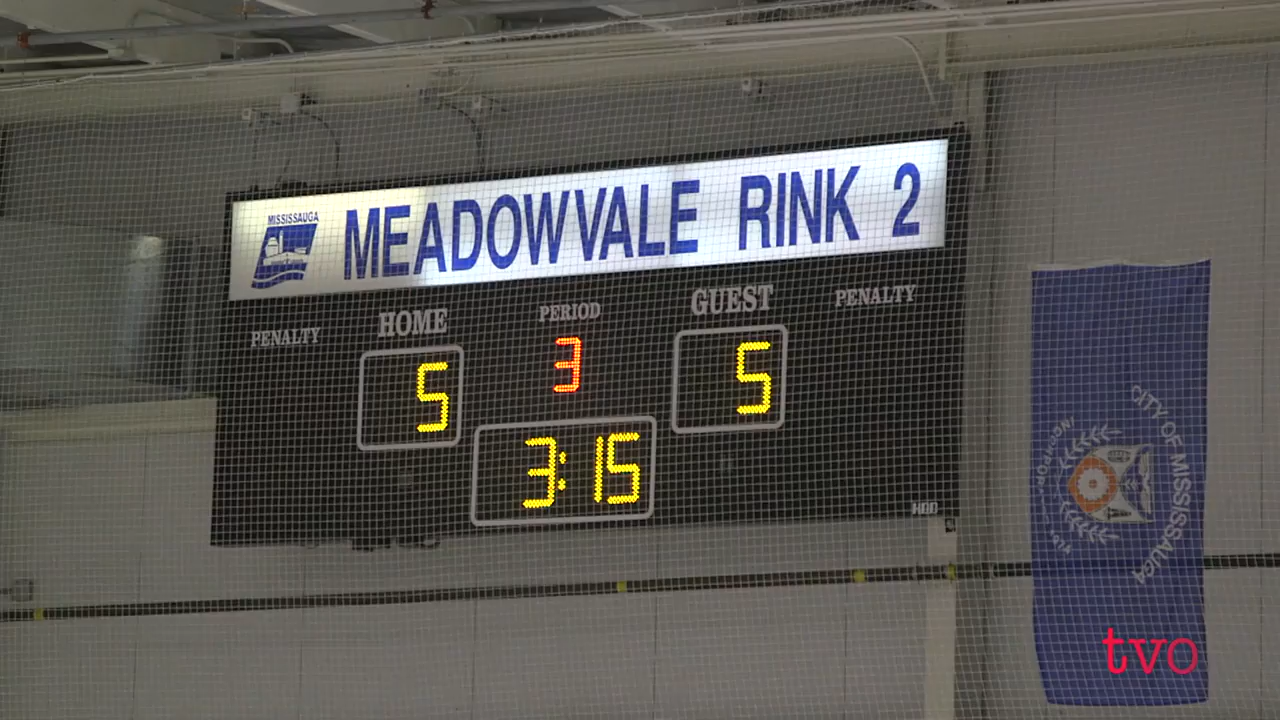 MISSISSAUGA
MEADOWVALE RINK 2
PENALTY
HOME
PERIOD
GUEST
PENALTY
5
3
5
3:15
CITY OF MISSISSAUGA
tvo